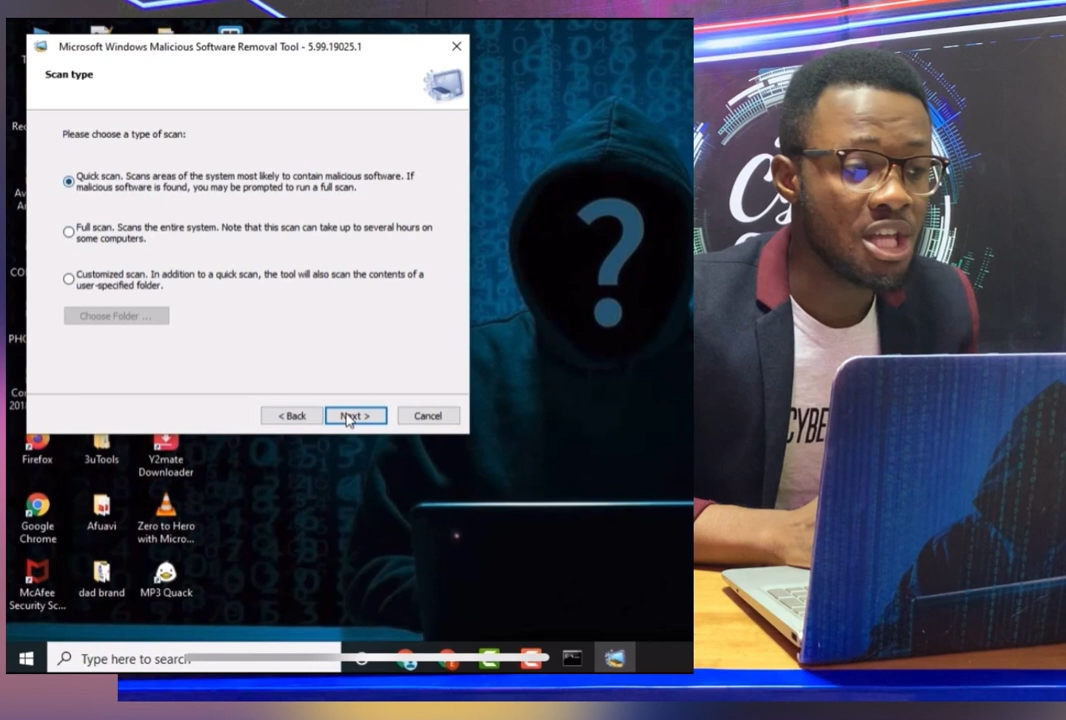 Microsoft Windows Malicious Software Removal Tool - 5.99.19025.1
Scan type
Please choose a type of scan:
Quick scan. Scans areas of the system most likely to contain malicious software. If
malicious software is found, you may be prompted to run a full scan.
Full scan. Scans the entire system. Note that this scan can take up to several hours on
some computers.
Customized scan. In addition to a quick scan, the tool will also scan the contents of a
user-specified folder.
Choose Folder ...
< Back
Next >
Cancel
Firefox
3uTools
Y2mate
Downloader
Google
Chrome
Afuavi
Zero to Hero
with Micro...
McAfee
Security Sc...
dad brand
MP3 Quack
Type here to search
?